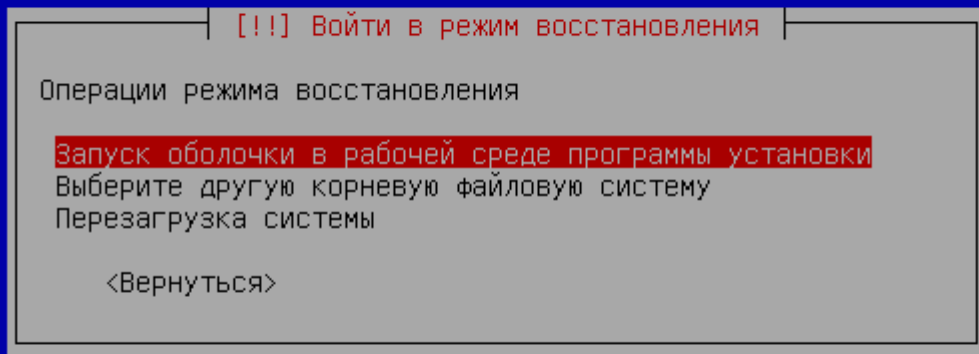 [!!] Войти в режим восстановления
Операции режима восстановления
Запуск оболочки в рабочей среде программы установки
Выберите другую корневую файловую систему
Перезагрузка системы
<Вернуться>